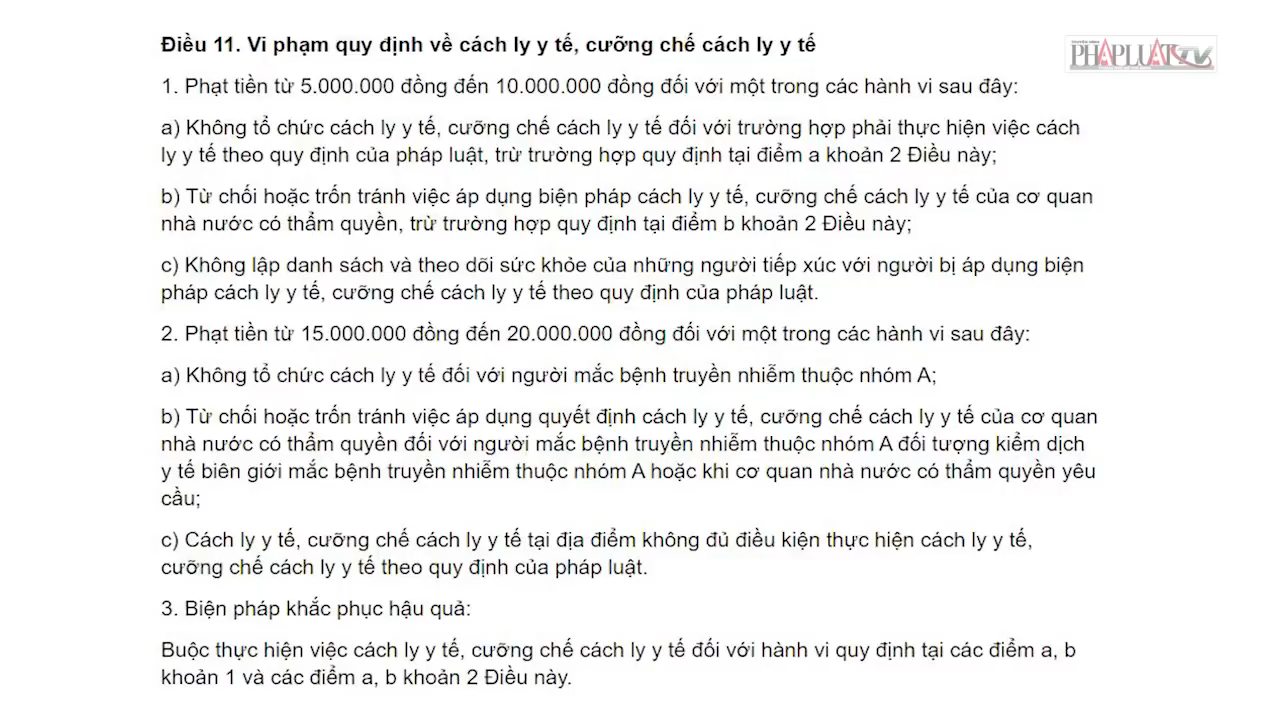 Điều 11. Vi phạm quy định về cách ly y tế, cưỡng chế cách ly y tế
PHAPLUAT TV
1. Phạt tiền từ 5.000.000 đồng đến 10.000.000 đồng đối với một trong các hành vi sau đây:
a) Không tổ chức cách ly y tế, cưỡng chế cách ly y tế đối với trường hợp phải thực hiện việc cách
ly y tế theo quy định của pháp luật, trừ trường hợp quy định tại điểm a khoản 2 Điều này;
b) Từ chối hoặc trốn tránh việc áp dụng biện pháp cách ly y tế, cưỡng chế cách ly y tế của cơ quan
nhà nước có thẩm quyền, trừ trường hợp quy định tại điểm b khoản 2 Điều này;
c) Không lập danh sách và theo dõi sức khỏe của những người tiếp xúc với người bị áp dụng biện
pháp cách ly y tế, cưỡng chế cách ly y tế theo quy định của pháp luật.
2. Phạt tiền từ 15.000.000 đồng đến 20.000.000 đồng đối với một trong các hành vi sau đây:
a) Không tổ chức cách ly y tế đối với người mắc bệnh truyền nhiễm thuộc nhóm A;
b) Từ chối hoặc trốn tránh việc áp dụng quyết định cách ly y tế, cưỡng chế cách ly y tế của cơ quan
nhà nước có thẩm quyền đối với người mắc bệnh truyền nhiễm thuộc nhóm A đối tượng kiểm dịch
y tế biên giới mắc bệnh truyền nhiễm thuộc nhóm A hoặc khi cơ quan nhà nước có thẩm quyền yêu
cầu;
c) Cách ly y tế, cưỡng chế cách ly y tế tại địa điểm không đủ điều kiện thực hiện cách ly y tế,
cưỡng chế cách ly y tế theo quy định của pháp luật.
3. Biện pháp khắc phục hậu quả:
Buộc thực hiện việc cách ly y tế, cưỡng chế cách ly y tế đối với hành vi quy định tại các điểm a, b
khoản 1 và các điểm a, b khoản 2 Điều này.